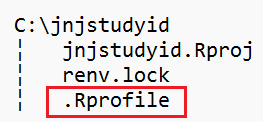 C:\jnjstudyid
¦ jnjstudyid.Rproj
¦ renv.lock
¦ .Rprofile